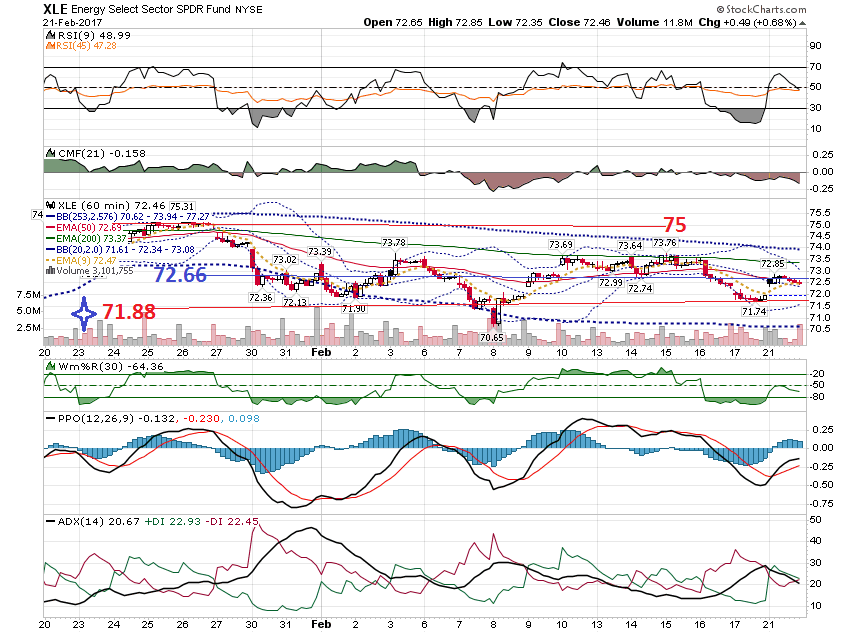 XLE Energy Select Sector SPDR Fund NYSE © StockCharts.com
21-Feb-2017 Open 72.65 High 72.85 Low 72.35 Close 72.46 Volume 11.8M Chg +0.49 (+0.68%)
RSI(9) 48.99
RSI(45) 47.28
90
70
50
30
10
CMF(21) -0.158
0.25
0.00
-0.25
XLE (60 min) 72.46
BB(253,2.576) 70.62 - 73.94 - 77.27
EMA(50) 72.69
EMA(200) 73.37
BB(20,2.0) 71.61 - 72.34 - 73.08
EMA(9) 72.47
Volume 3,101,755
74
75.31
75
72.66
71.88
73.02
73.39
73.78
73.69
73.64
73.76
72.85
72.36
72.13
71.90
70.65
72.99
72.74
71.74
75.5
75.0
74.5
74.0
73.5
73.0
72.5
72.0
71.5
71.0
70.5
7.5M
5.0M
2.5M
20 23 24 25 26 27 30 31 Feb 2 3 6 7 8 9 10 13 14 15 16 17 21
Wm%R(30) -64.36
-20
-50
-80
PPO(12,26,9) -0.132, -0.230, 0.098
0.25
0.00
-0.25
-0.50
-0.75
ADX(14) 20.67 +DI 22.93 -DI 22.45
50
40
30
20
10
20 23 24 25 26 27 30 31 Feb 2 3 6 7 8 9 10 13 14 15 16 17 21